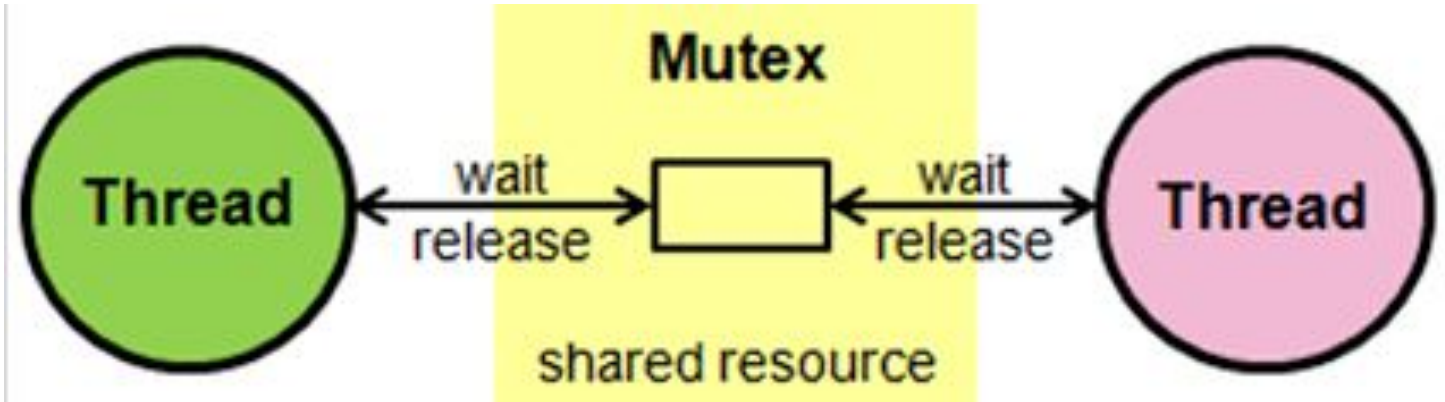 Mutex
Thread
wait
release
wait
release
Thread
shared resource